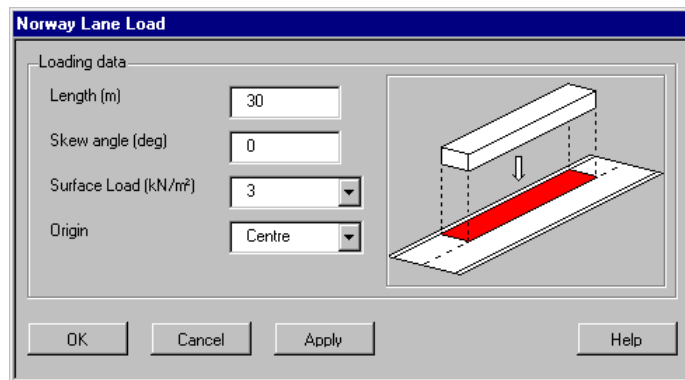 Norway Lane Load
Loading data
Length (m) 30
Skew angle (deg) 0
Surface Load (kN/m²) 3
Origin Centre
OK Cancel Apply Help